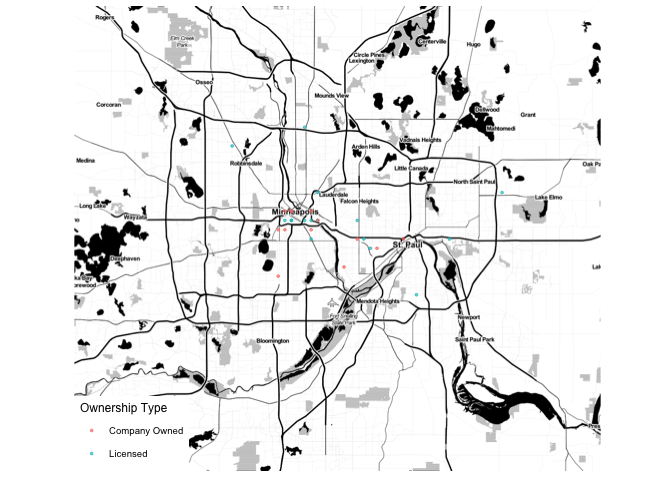 Rogers
Elm Creek
Park
Centerville
Hugo
Circle Pines
Lexington
Osseo
Mounds View
Corcoran
Dellwood
Grant
Mahtomedi
Vadnais Heights
Arden Hills
Medina
Robbinsdale
Little Canada
Oak Pa
North Saint Paul
Lauderdale
Falcon Heights
Lake Elmo
Long Lake
Wayzata
Minneapolis
St. Paul
Deephaven
Lak
orewood
Mendota Heights
Fort Snelling
State Park
Newport
Bloomington
Saint Paul Park
Pres
Ownership Type
Company Owned
Licensed